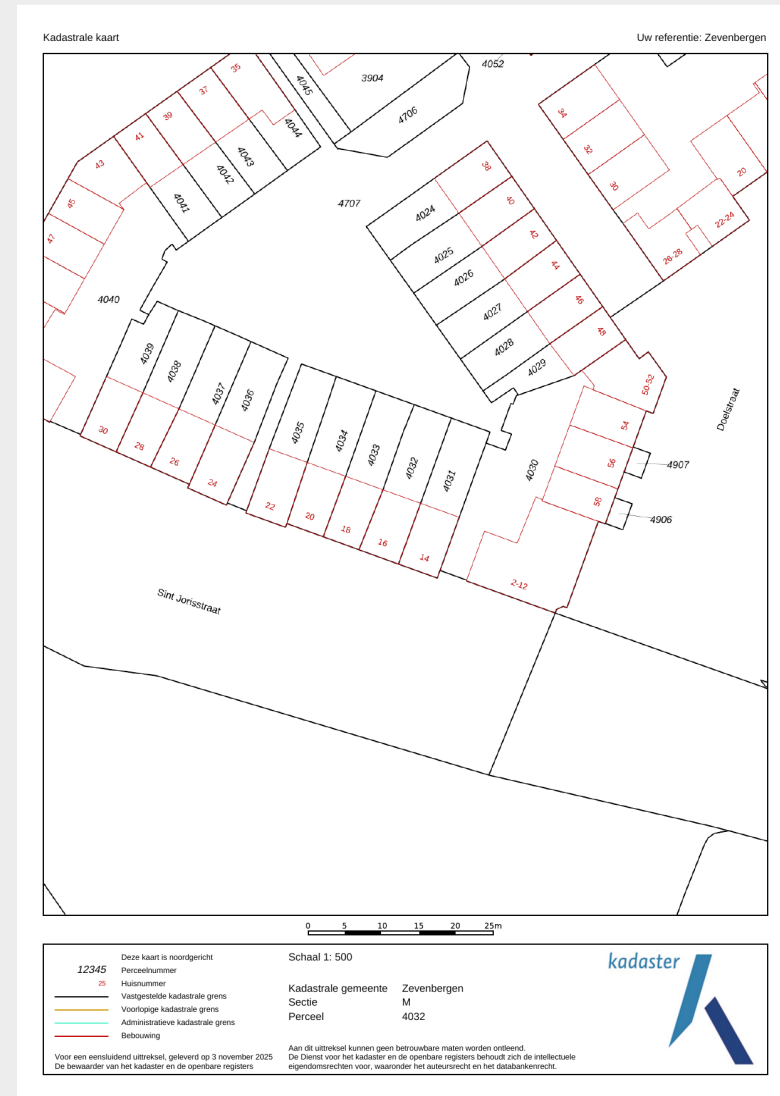 Kadastrale kaart
Uw referentie: Zevenbergen
4052
3904
4045
4706
35
37
39
41
43
45
47
4044
4043
4042
4041
4707
4040
34
32
30
20
22-24
26-28
38
40
42
44
46
48
4024
4025
4026
4027
4028
4029
50-52
54
56
58
4030
4907
4906
Doelstraat
4039
4038
4037
4036
4035
4034
4033
4032
4031
30
28
26
24
22
20
18
16
14
2-12
Sint Jorisstraat
0 5 10 15 20 25m
Deze kaart is noordgericht
12345 Perceelnummer
25 Huisnummer
Vastgestelde kadastrale grens
Voorlopige kadastrale grens
Administratieve kadastrale grens
Bebouwing
Voor een eensluidend uittreksel, geleverd op 3 november 2025
De bewaarder van het kadaster en de openbare registers
Schaal 1: 500
Kadastrale gemeente Zevenbergen
Sectie M
Perceel 4032
Aan dit uittreksel kunnen geen betrouwbare maten worden ontleend.
De Dienst voor het kadaster en de openbare registers behoudt zich de intellectuele
eigendomsrechten voor, waaronder het auteursrecht en het databankenrecht.
kadaster